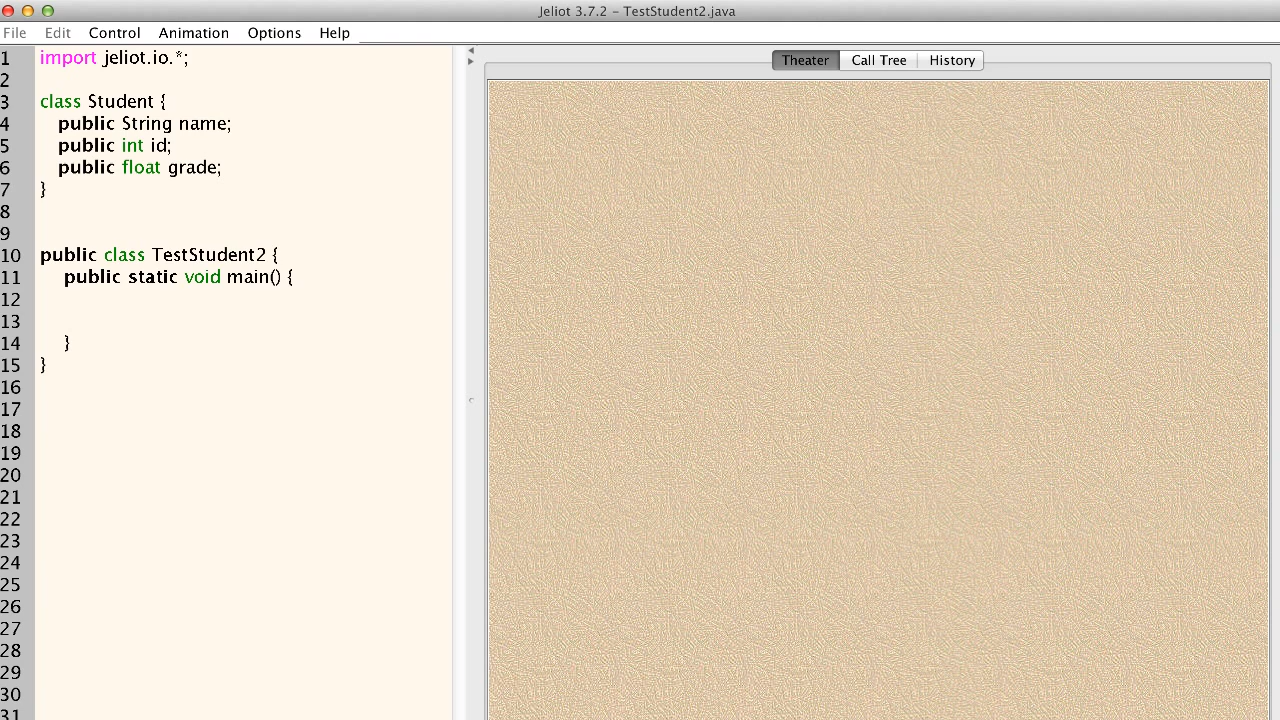 Jeliot 3.7.2 – TestStudent2.java
File Edit Control Animation Options Help
Theater Call Tree History
1 import jeliot.io.*;
2
3 class Student {
4 public String name;
5 public int id;
6 public float grade;
7 }
8
9
10 public class TestStudent2 {
11 public static void main() {
12
13
14 }
15 }
16
17
18
19
20
21
22
23
24
25
26
27
28
29
30
31